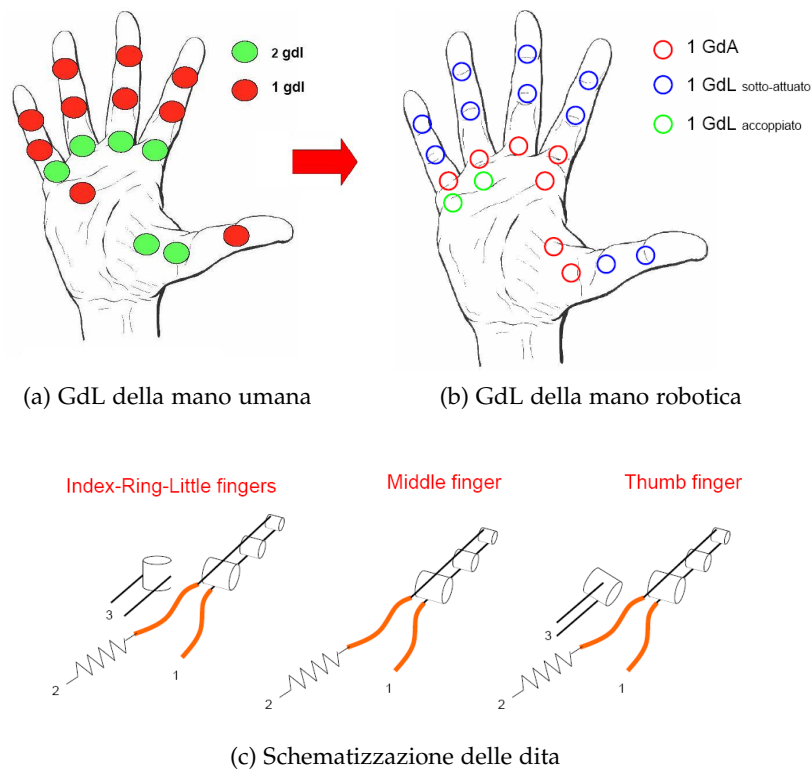 2 gdl
1 gdl
1 GdA
1 GdL sotto-attuato
1 GdL accoppiato
(a) GdL della mano umana
(b) GdL della mano robotica
Index-Ring-Little fingers
Middle finger
Thumb finger
3
2
1
2
1
3
2
1
(c) Schematizzazione delle dita